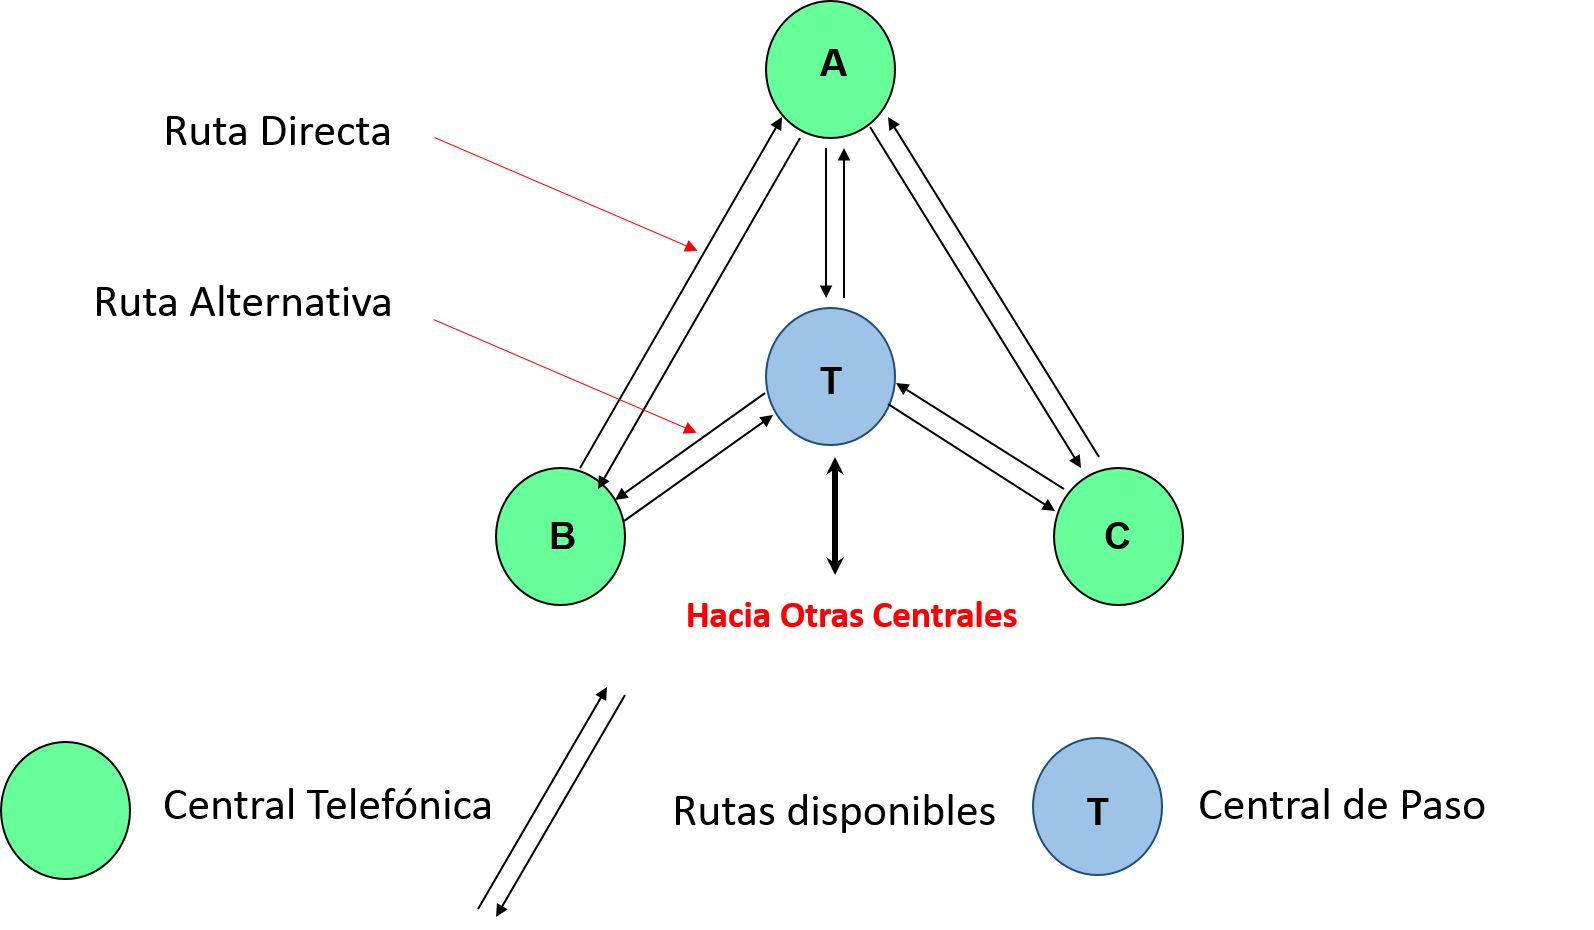 A
Ruta Directa
Ruta Alternativa
T
B
C
Hacia Otras Centrales
Central Telefónica
Rutas disponibles
T
Central de Paso